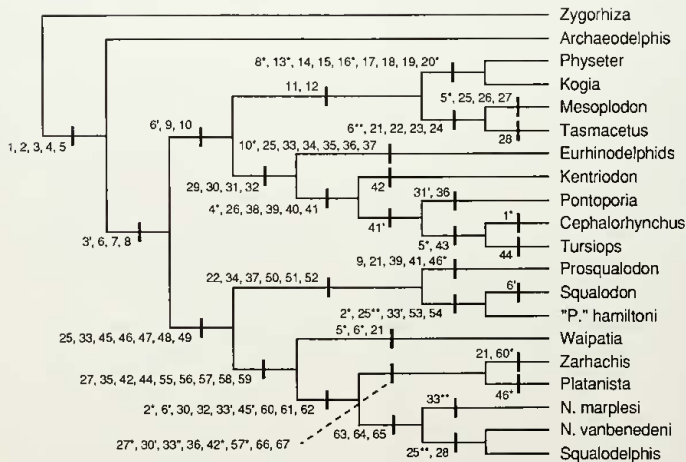 Zygorhiza
Archaeodelphis
Physeter
8*, 13*, 14, 15, 16*, 17, 18, 19, 20*
Kogia
11, 12
5*, 25, 26, 27
Mesoplodon
6', 9, 10
6**, 21, 22, 23, 24
28
Tasmacetus
1, 2, 3, 4, 5
10*, 25, 33, 34, 35, 36, 37
Eurhinodelphids
29, 30, 31, 32
42
Kentriodon
4*, 26, 38, 39, 40, 41
31', 36
Pontoporia
41'
1*
Cephalorhynchus
3', 6, 7, 8
5*, 43
44
Tursiops
9, 21, 39, 41, 46*
Prosqualodon
22, 34, 37, 50, 51, 52
6'
Squalodon
2*, 25**, 33', 53, 54
"P." hamiltoni
25, 33, 45, 46, 47, 48, 49
5*, 6*, 21
Waipatia
27, 35, 42, 44, 55, 56, 57, 58, 59
21, 60*
Zarhachis
46*
Platanista
2*, 6', 30, 32, 33', 45', 60, 61, 62
33**
N. marplesi
63, 64, 65
N. vanbenedeni
27*, 30', 33", 36, 42*, 57*, 66, 67
25**, 28
Squalodelphis